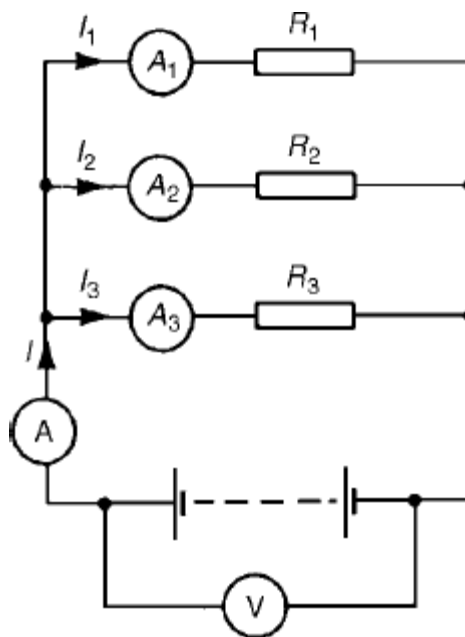 I₁ A₁ R₁
I₂ A₂ R₂
I₃ A₃ R₃
I
A
V